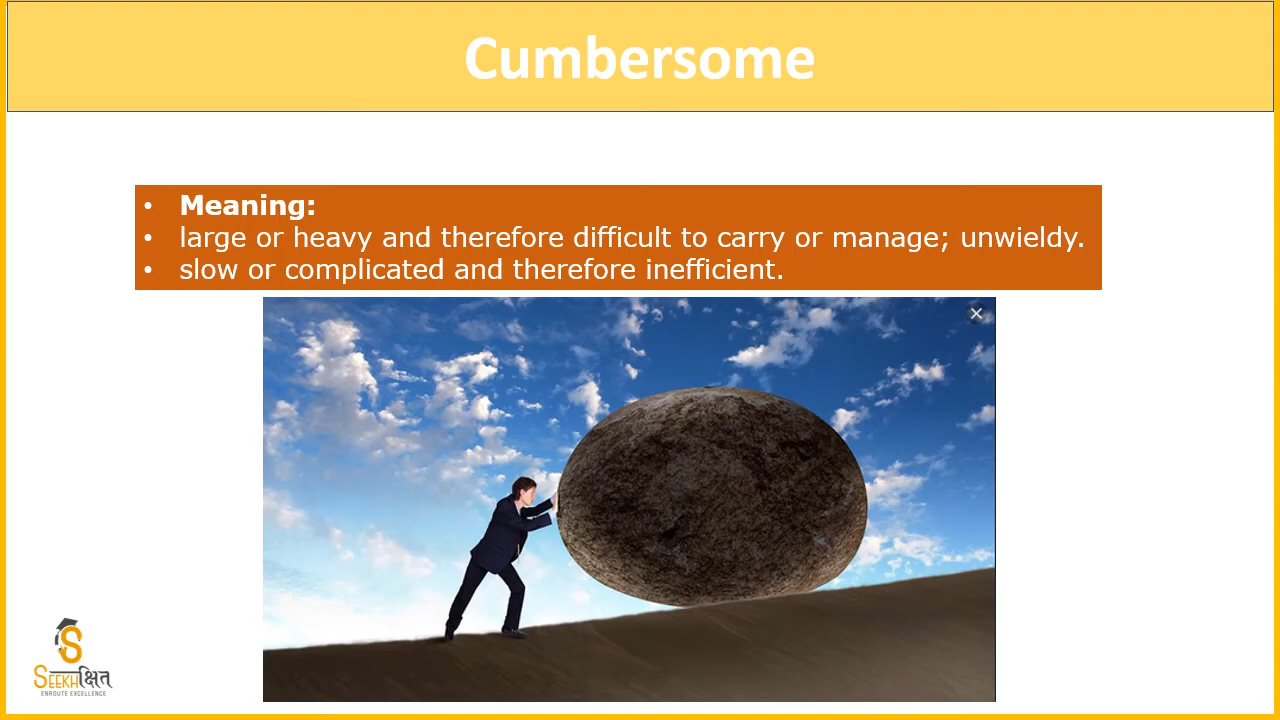 Cumbersome
• Meaning:
• large or heavy and therefore difficult to carry or manage; unwieldy.
• slow or complicated and therefore inefficient.
S
SEEKHक्षित्
ENROUTE EXCELLENCE